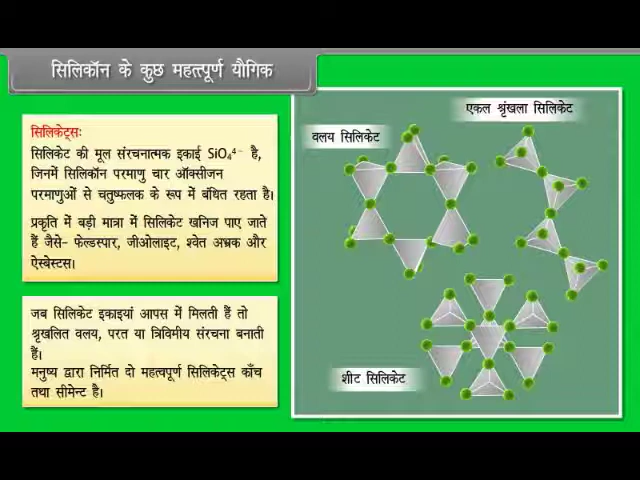 सिलिकॉन के कुछ महत्त्पूर्ण यौगिक
सिलिकेट्सः
सिलिकेट की मूल संरचनात्मक इकाई SiO₄⁴⁻ है,
जिनमें सिलिकॉन परमाणु चार ऑक्सीजन
परमाणुओं से चतुष्फलक के रूप में बंधित रहता है।
प्रकृति में बड़ी मात्रा में सिलिकेट खनिज पाए जाते
हैं जैसे- फेल्डस्पार, जीओलाइट, श्वेत अभ्रक और
ऐस्बेस्टस।
जब सिलिकेट इकाइयां आपस में मिलती हैं तो
श्रृखलित वलय, परत या त्रिविमीय संरचना बनाती
हैं।
मनुष्य द्वारा निर्मित दो महत्वपूर्ण सिलिकेट्स काँच
तथा सीमेन्ट है।
एकल श्रृंखला सिलिकेट
वलय सिलिकेट
शीट सिलिकेट